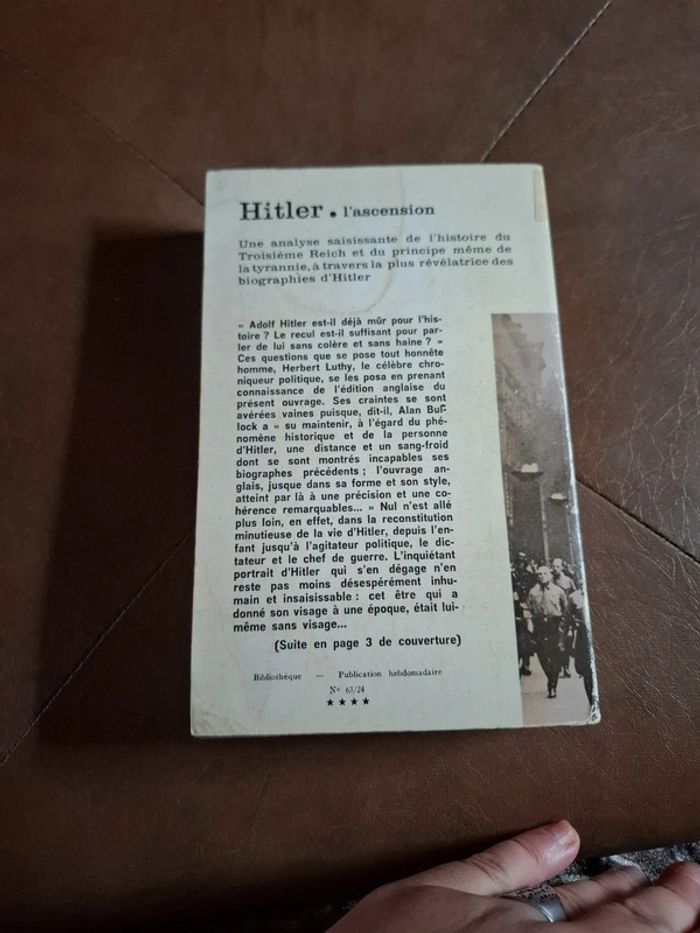 Hitler • l'ascension
Une analyse saisissante de l'histoire du
Troisième Reich et du principe même de
la tyrannie, à travers la plus révélatrice des
biographies d'Hitler
« Adolf Hitler est-il déjà mûr pour l'his-
toire ? Le recul est-il suffisant pour par-
ler de lui sans colère et sans haine ? »
Ces questions que se pose tout honnête
homme, Herbert Luthy, le célèbre chro-
niqueur politique, se les posa en prenant
connaissance de l'édition anglaise du
présent ouvrage. Ses craintes se sont
avérées vaines puisque, dit-il, Alan Bul-
lock a « su maintenir, à l'égard du phé-
nomène historique et de la personne
d'Hitler, une distance et un sang-froid
dont se sont montrés incapables ses
biographes précédents ; l'ouvrage an-
glais, jusque dans sa forme et son style,
atteint par là à une précision et une co-
hérence remarquables... » Nul n'est allé
plus loin, en effet, dans la reconstitution
minutieuse de la vie d'Hitler, depuis l'en-
fant jusqu'à l'agitateur politique, le dic-
tateur et le chef de guerre. L'inquiétant
portrait d'Hitler qui s'en dégage n'en
reste pas moins désespérément inhu-
main et insaisissable : cet être qui a
donné son visage à une époque, était lui-
même sans visage...
(Suite en page 3 de couverture)
Bibliothèque — Publication hebdomadaire
N° 63/24
★★★★